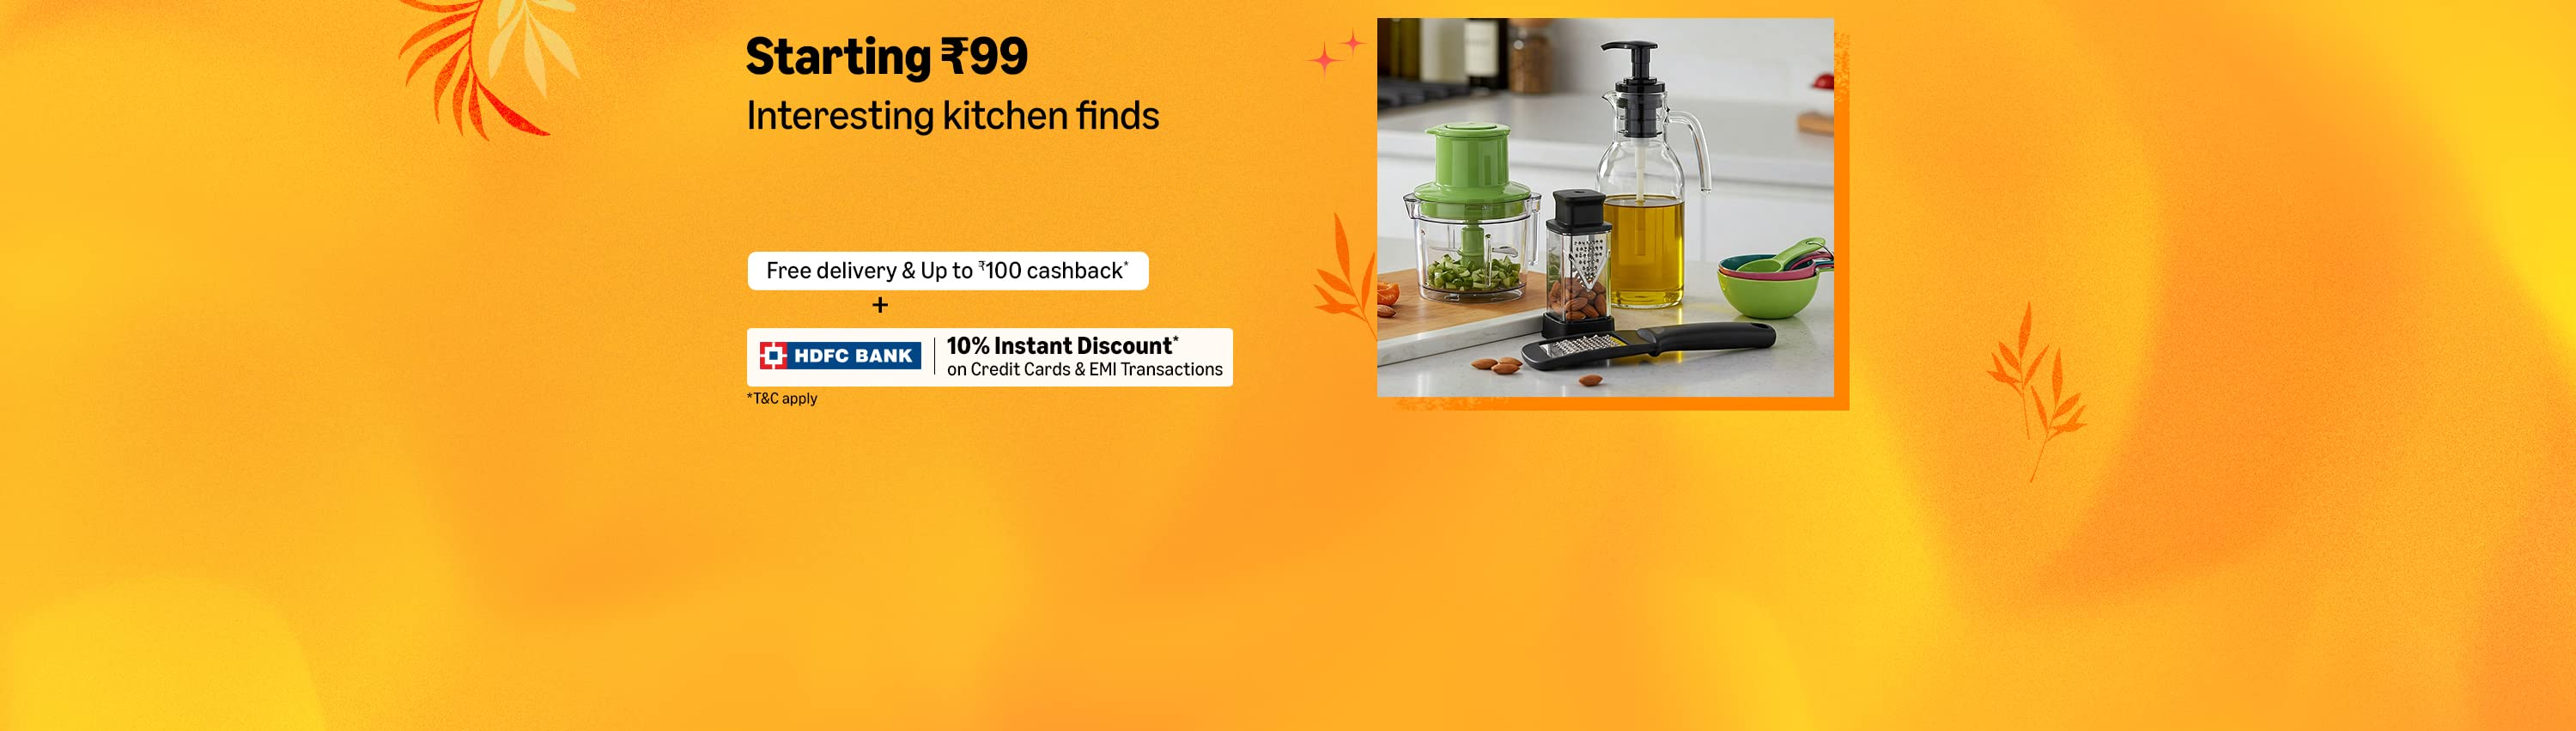 Starting ₹99
Interesting kitchen finds
Free delivery & Up to ₹100 cashback*
+
HDFC BANK
10% Instant Discount*
on Credit Cards & EMI Transactions
*T&C apply